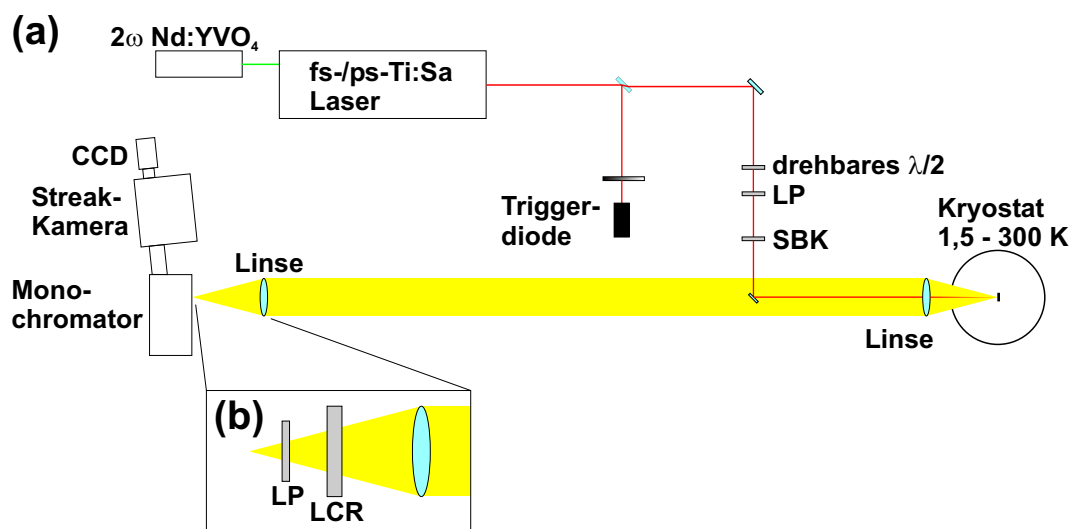 (a)
2ω Nd:YVO₄
fs-/ps-Ti:Sa
Laser
CCD
Streak-
Kamera
Mono-
chromator
Linse
Trigger-
diode
drehbares λ/2
LP
SBK
Kryostat
1,5 - 300 K
Linse
(b)
LP
LCR